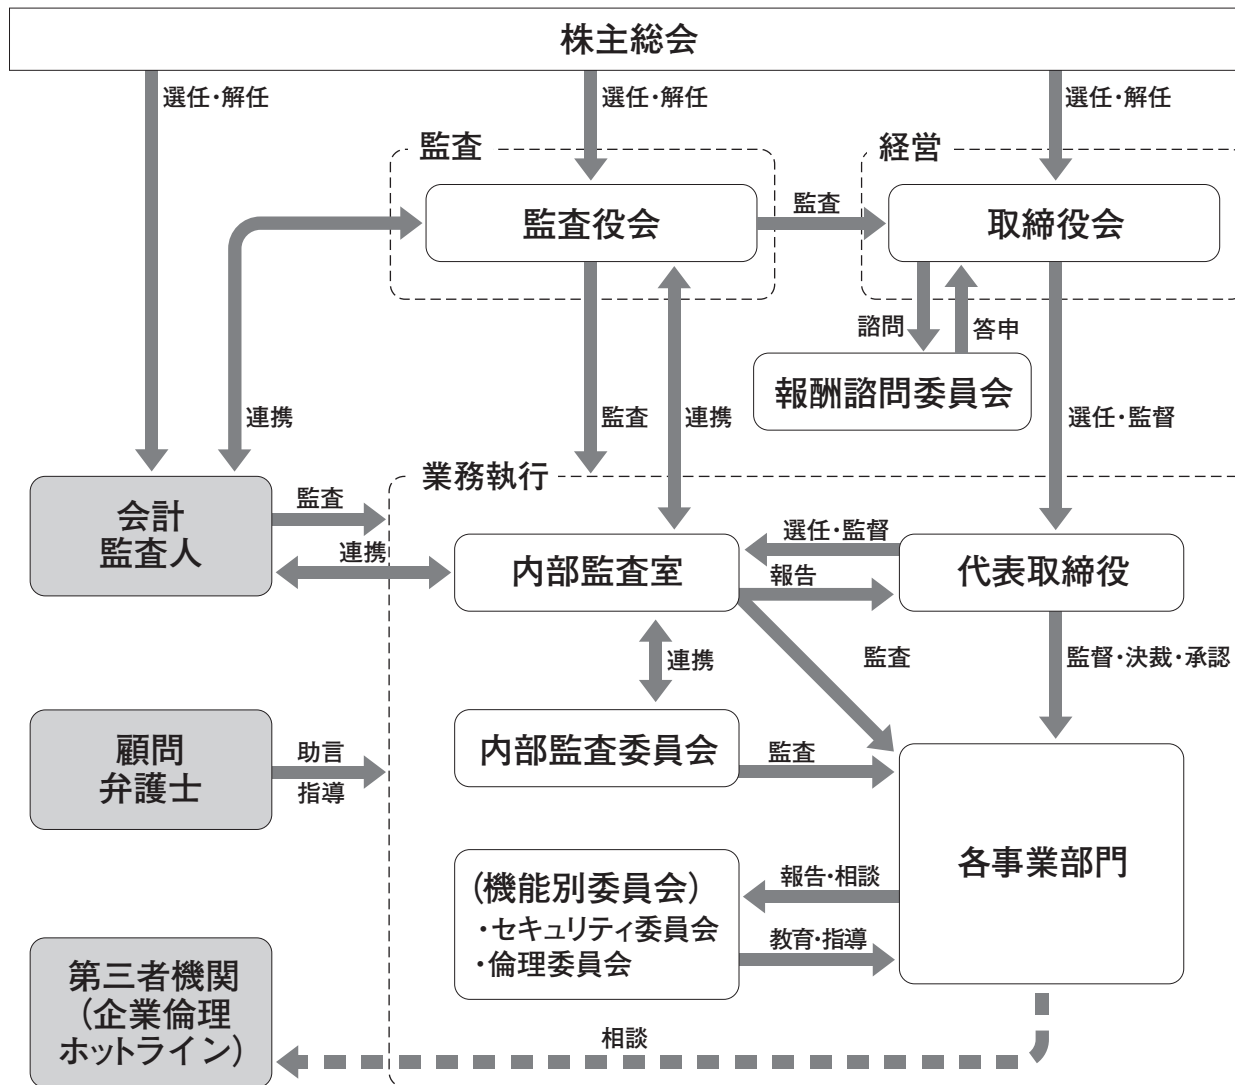 株主総会
選任・解任
選任・解任
選任・解任
監査
経営
監査役会
監査
取締役会
諮問
答申
報酬諮問委員会
連携
監査
連携
選任・監督
業務執行
会計
監査人
監査
連携
内部監査室
選任・監督
報告
代表取締役
連携
監査
監督・決裁・承認
顧問
弁護士
助言
指導
内部監査委員会
監査
各事業部門
(機能別委員会)
・セキュリティ委員会
・倫理委員会
報告・相談
教育・指導
第三者機関
(企業倫理
ホットライン)
相談